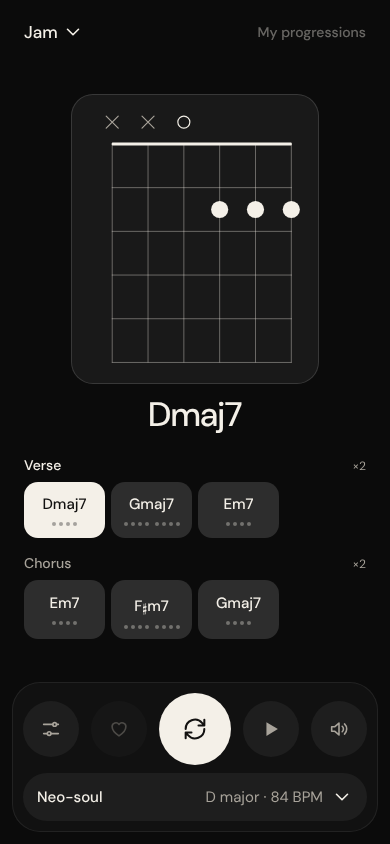 Jam My progressions
Dmaj7
Verse ×2
Dmaj7 Gmaj7 Em7
Chorus ×2
Em7 F♯m7 Gmaj7
Neo-soul D major · 84 BPM